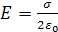 E = σ / 2ε₀